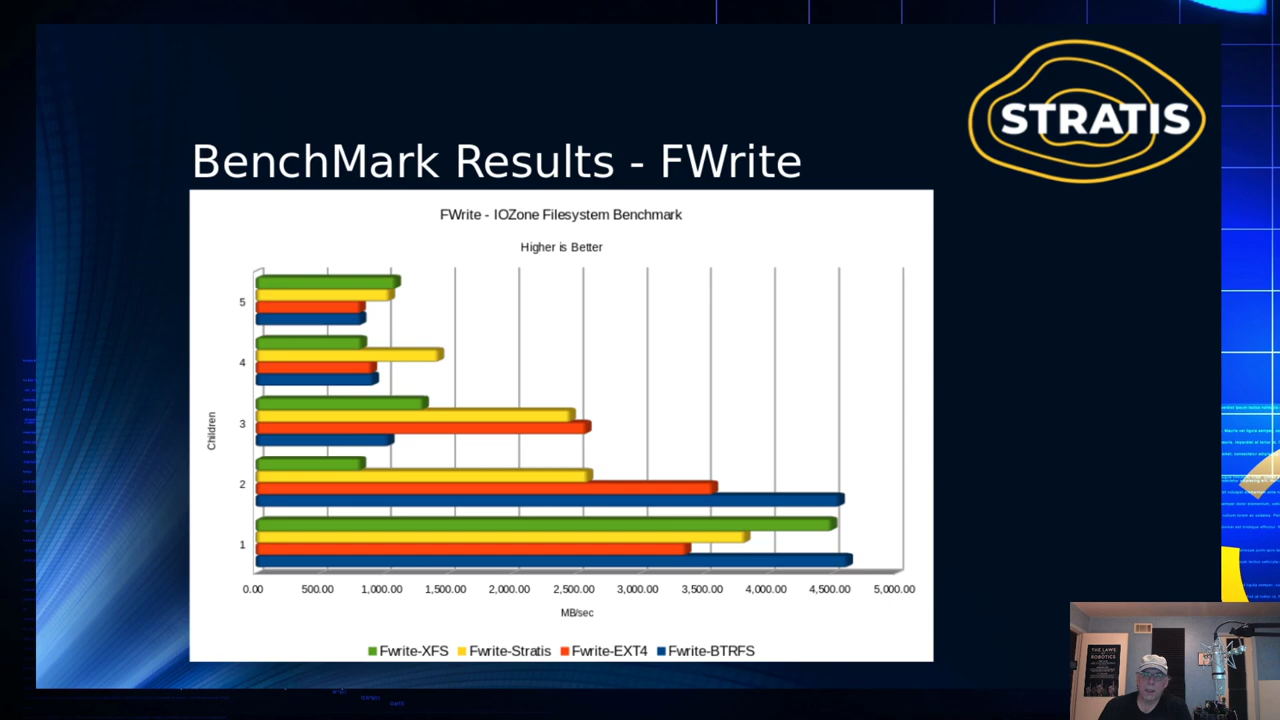 STRATIS
BenchMark Results - FWrite
FWrite - IOZone Filesystem Benchmark
Higher is Better
5
4
3
2
1
Children
0.00 500.00 1,000.00 1,500.00 2,000.00 2,500.00 3,000.00 3,500.00 4,000.00 4,500.00 5,000.00
MB/sec
Fwrite-XFS Fwrite-Stratis Fwrite-EXT4 Fwrite-BTRFS
THE LAWS
ROBOTICS